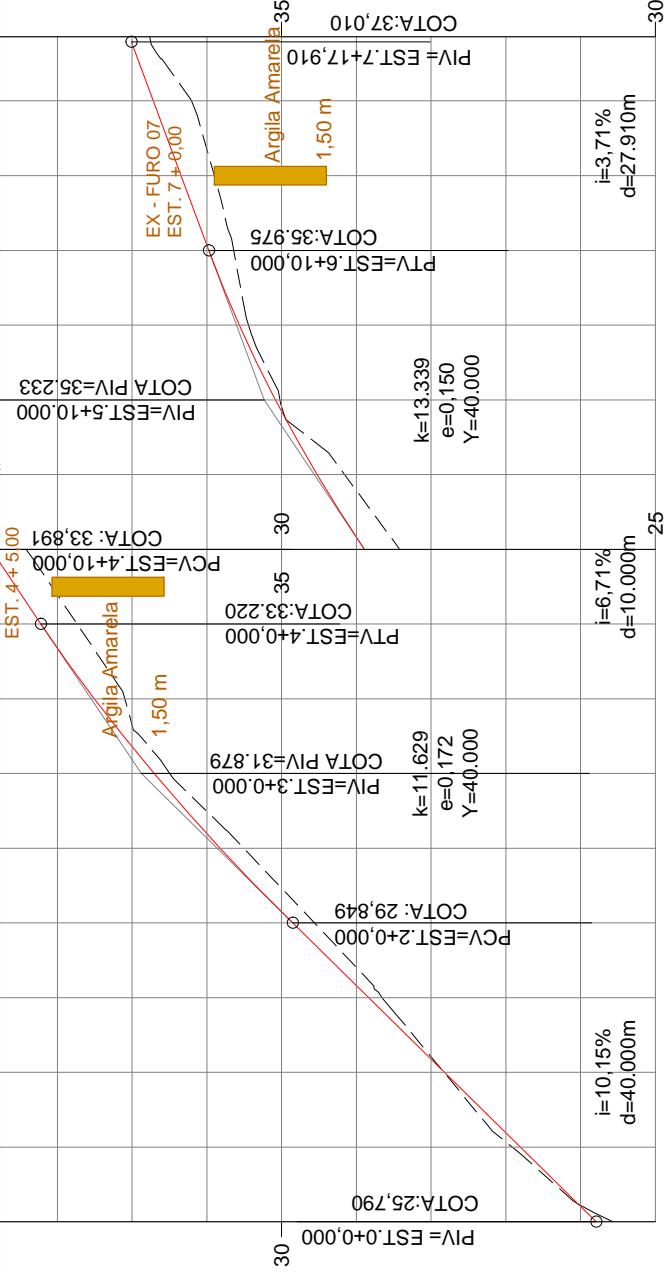 35
30
COTA:37,010
PIV= EST.7+17,910
Argila Amarela
1,50 m
EX - FURO 07
EST. 7 + 0,00
i=3,71%
d=27.910m
COTA:35.975
PTV=EST.6+10,000
COTA PIV=35.233
PIV=EST.5+10.000
k=13.339
e=0,150
Y=40.000
30
25
EST. 4 + 5,00
COTA: 33,891
PCV=EST.4+10,000
35
Argila Amarela
1,50 m
COTA:33.220
PTV=EST.4+0,000
i=6,71%
d=10.000m
COTA PIV=31.879
PIV=EST.3+0.000
k=11.629
e=0,172
Y=40.000
COTA: 29,849
PCV=EST.2+0,000
i=10,15%
d=40.000m
COTA:25,790
PIV= EST.0+0,000
30